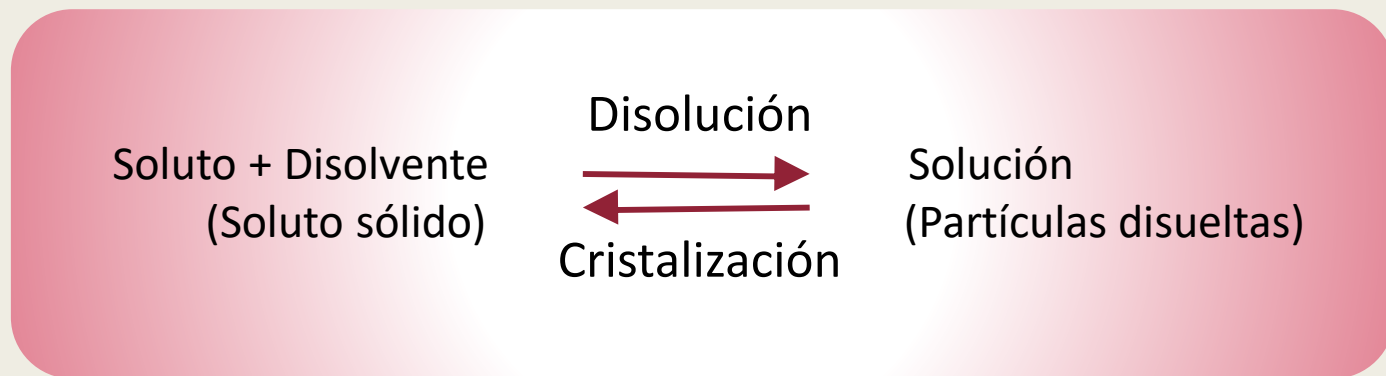 Disolución
Soluto + Disolvente
(Soluto sólido)
Solución
(Partículas disueltas)
Cristalización